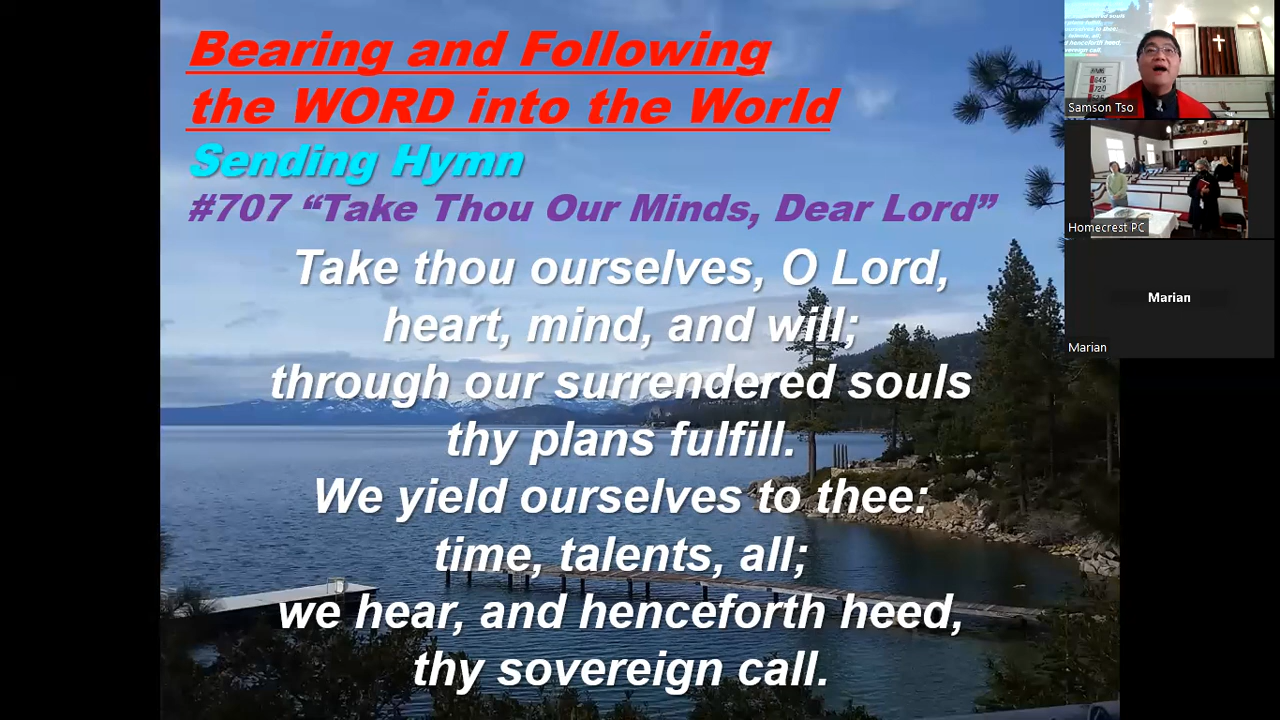 Bearing and Following
the WORD into the World
Sending Hymn
#707 “Take Thou Our Minds, Dear Lord”
Take thou ourselves, O Lord,
heart, mind, and will;
through our surrendered souls
thy plans fulfill.
We yield ourselves to thee:
time, talents, all;
we hear, and henceforth heed,
thy sovereign call.
645
720
Samson Tso
Homecrest PC
Marian
Marian